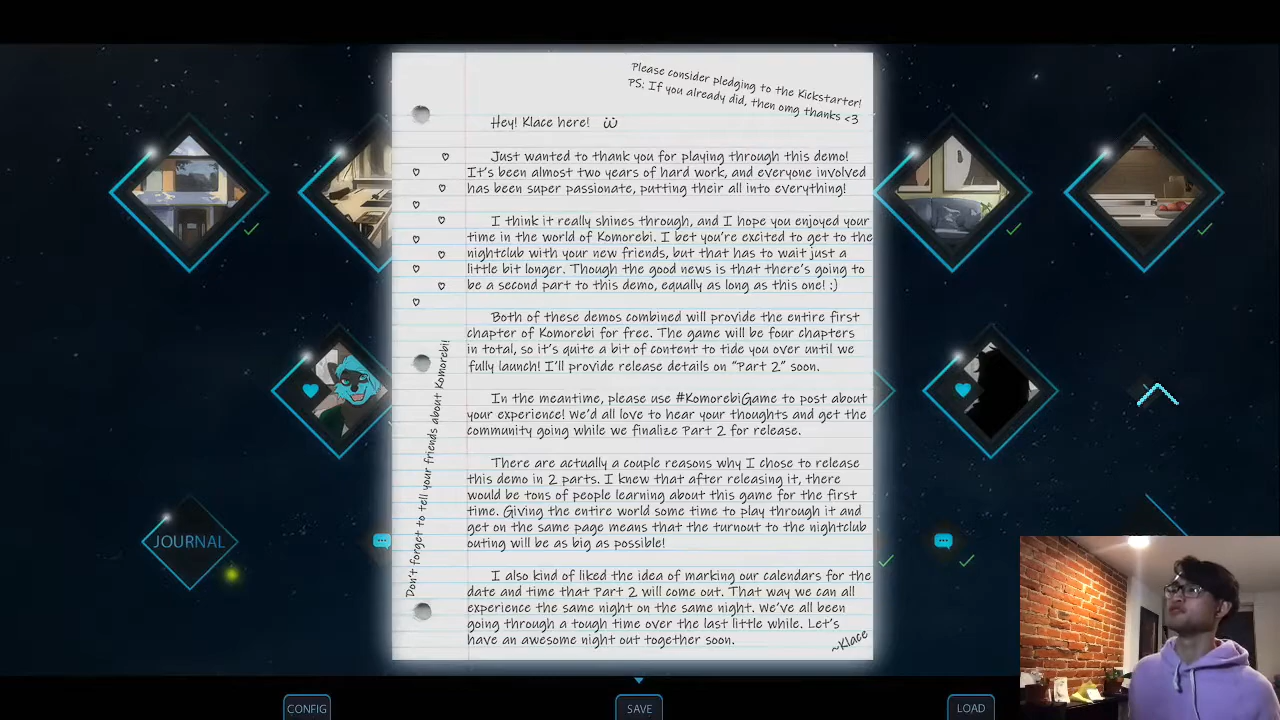 Please consider pledging to the Kickstarter!
PS: If you already did, then omg thanks <3
Hey! Klace here!
Just wanted to thank you for playing through this demo!
It's been almost two years of hard work, and everyone involved
has been super passionate, putting their all into everything!
I think it really shines through, and I hope you enjoyed your
time in the world of Komorebi. I bet you're excited to get to the
nightclub with your new friends, but that has to wait just a
little bit longer. Though the good news is that there's going to
be a second part to this demo, equally as long as this one! :)
Both of these demos combined will provide the entire first
chapter of Komorebi for free. The game will be four chapters
in total, so it's quite a bit of content to tide you over until we
fully launch! I'll provide release details on "Part 2" soon.
In the meantime, please use #KomorebiGame to post about
your experience! We'd all love to hear your thoughts and get the
community going while we finalize Part 2 for release.
There are actually a couple reasons why I chose to release
this demo in 2 parts. I knew that after releasing it, there
would be tons of people learning about this game for the first
time. Giving the entire world some time to play through it and
get on the same page means that the turnout to the nightclub
outing will be as big as possible!
I also kind of liked the idea of marking our calendars for the
date and time that Part 2 will come out. That way we can all
experience the same night on the same night. We've all been
going through a tough time over the last little while. Let's
have an awesome night out together soon.
~Klace
Don't forget to tell your friends about Komorebi!
JOURNAL
CONFIG
SAVE
LOAD